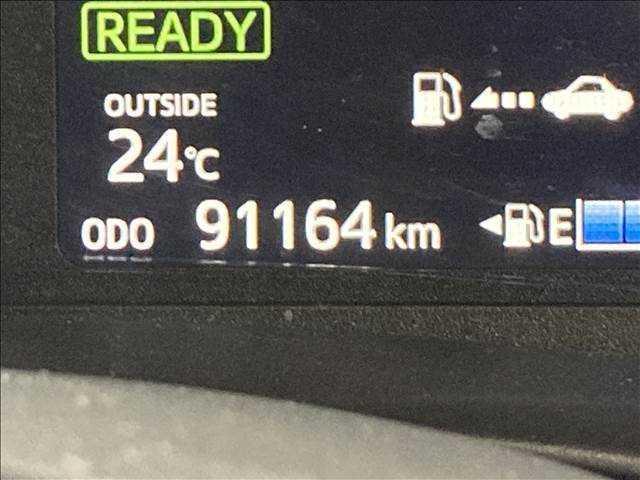 READY
OUTSIDE
24°C
ODO 91164 km
E